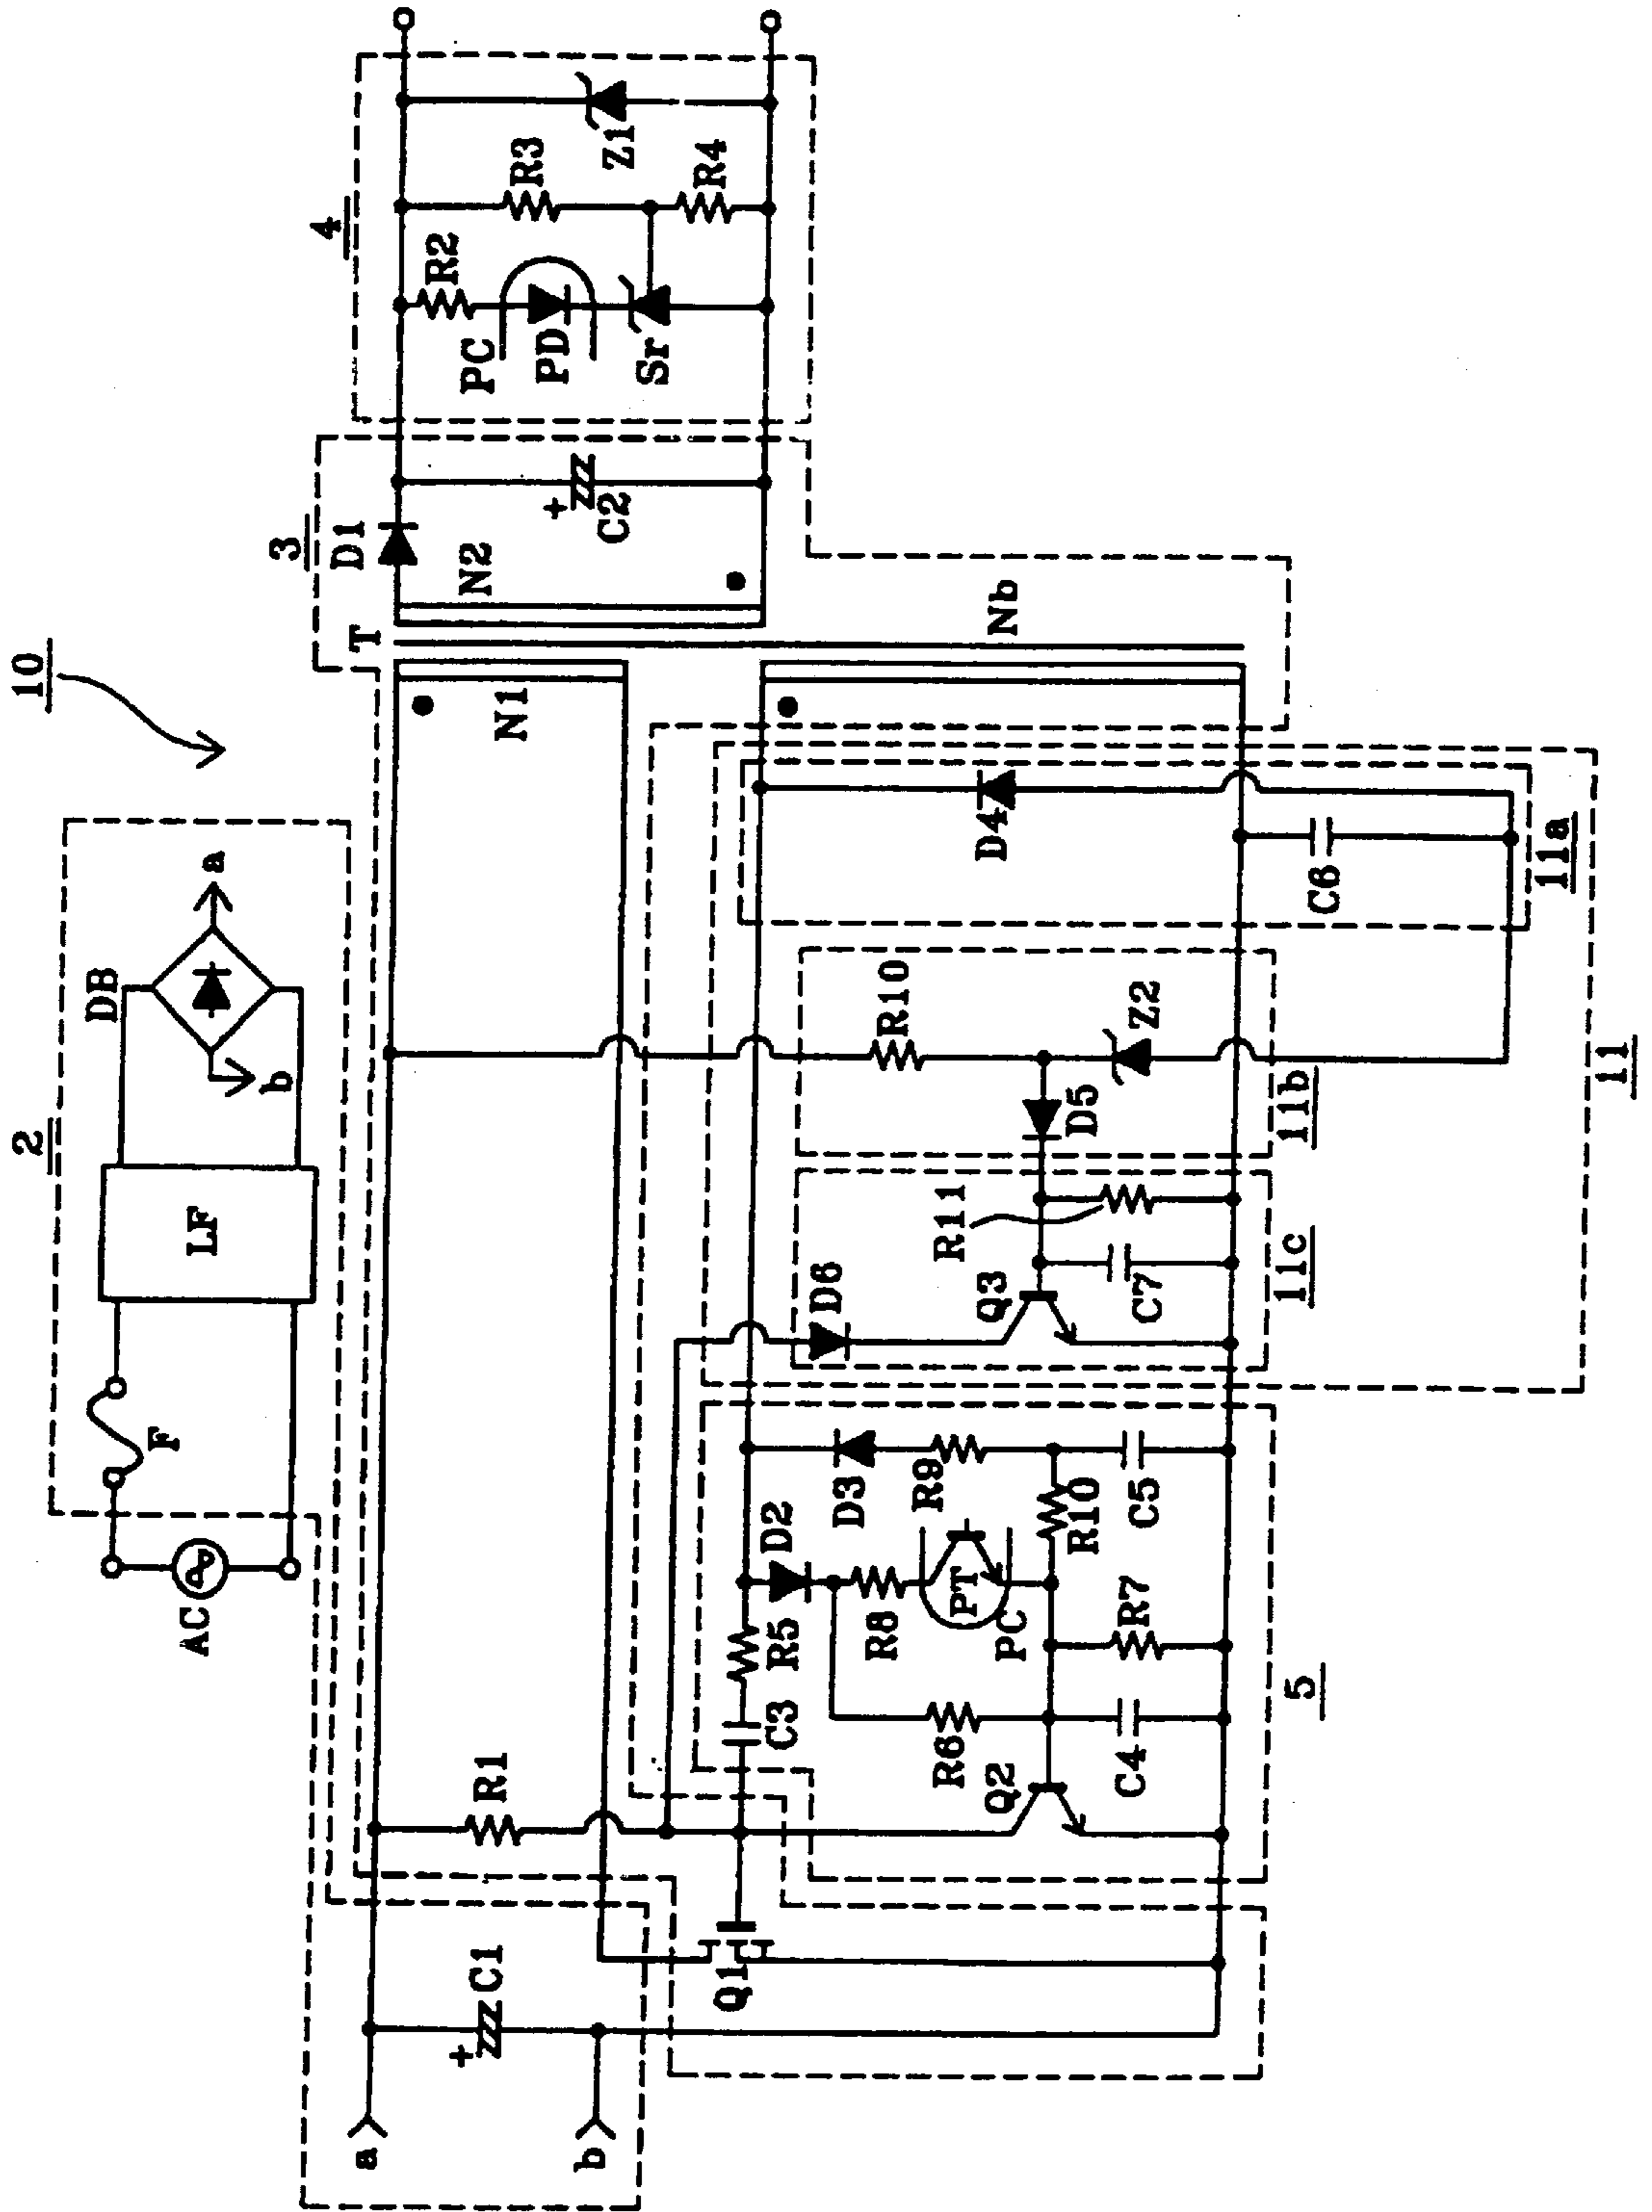 10
2
AC
F
LF
DB
a
b
3
4
T
D1
N1
N2
C2
+
PC
PD
R2
R3
Sr
R4
Z1
a
b
+
C1
R1
Q1
C3
R5
D2
D3
R8
R9
PT
PC
R6
R10
Q2
C4
R7
C5
5
D6
Q3
R11
C7
11c
R10
D5
Z2
11b
D4
C6
11a
Nb
11